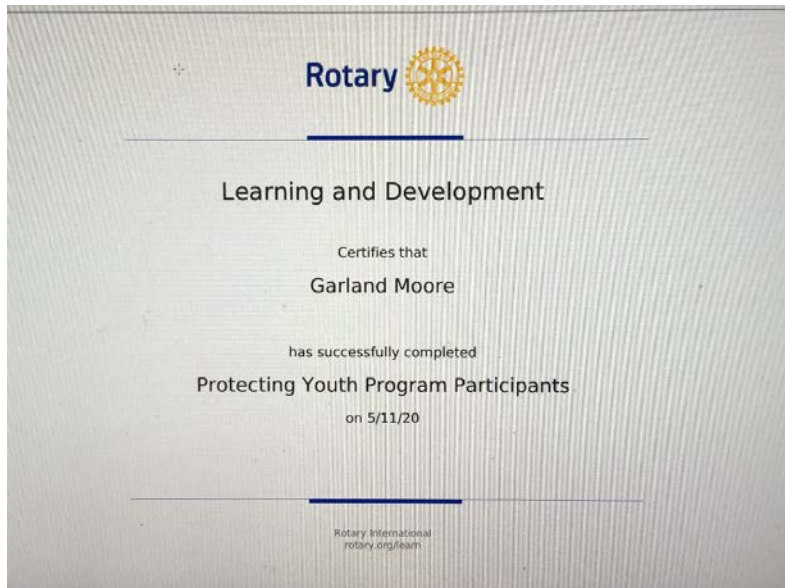 Rotary
Learning and Development
Certifies that
Garland Moore
has successfully completed
Protecting Youth Program Participants
on 5/11/20
Rotary International
rotary.org/learn